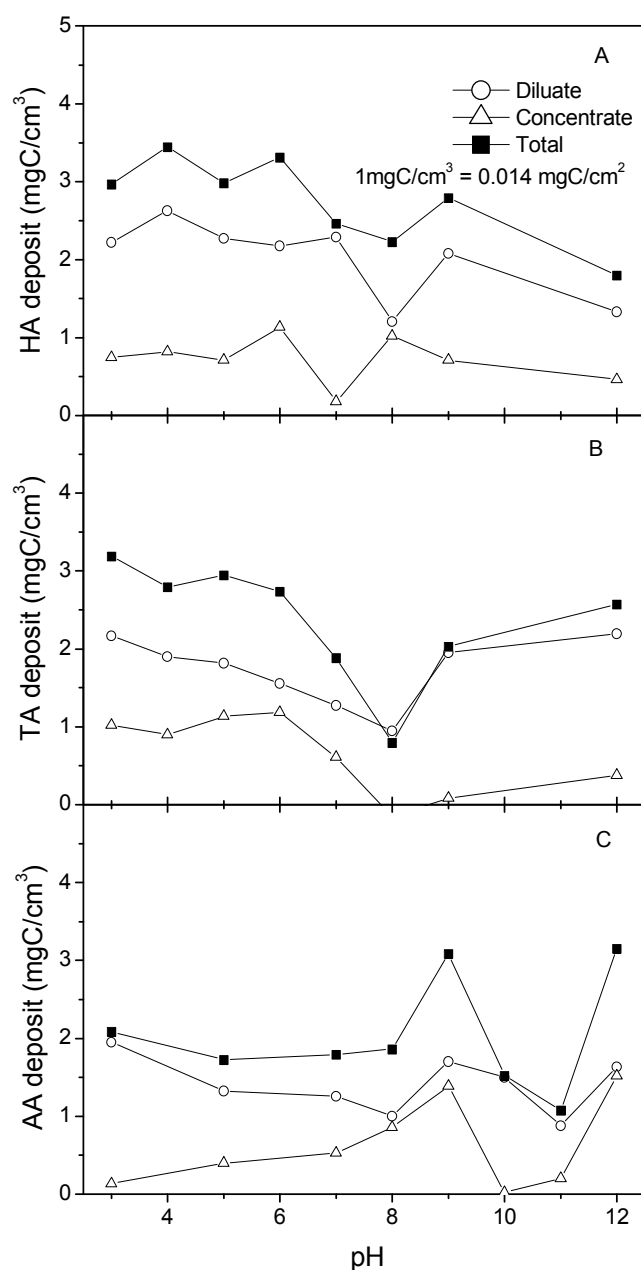 A
Diluate
Concentrate
Total
1mgC/cm³ = 0.014 mgC/cm²
HA deposit (mgC/cm³)
5
4
3
2
1
0
B
TA deposit (mgC/cm³)
4
3
2
1
0
C
AA deposit (mgC/cm³)
4
3
2
1
0
4 6 8 10 12
pH